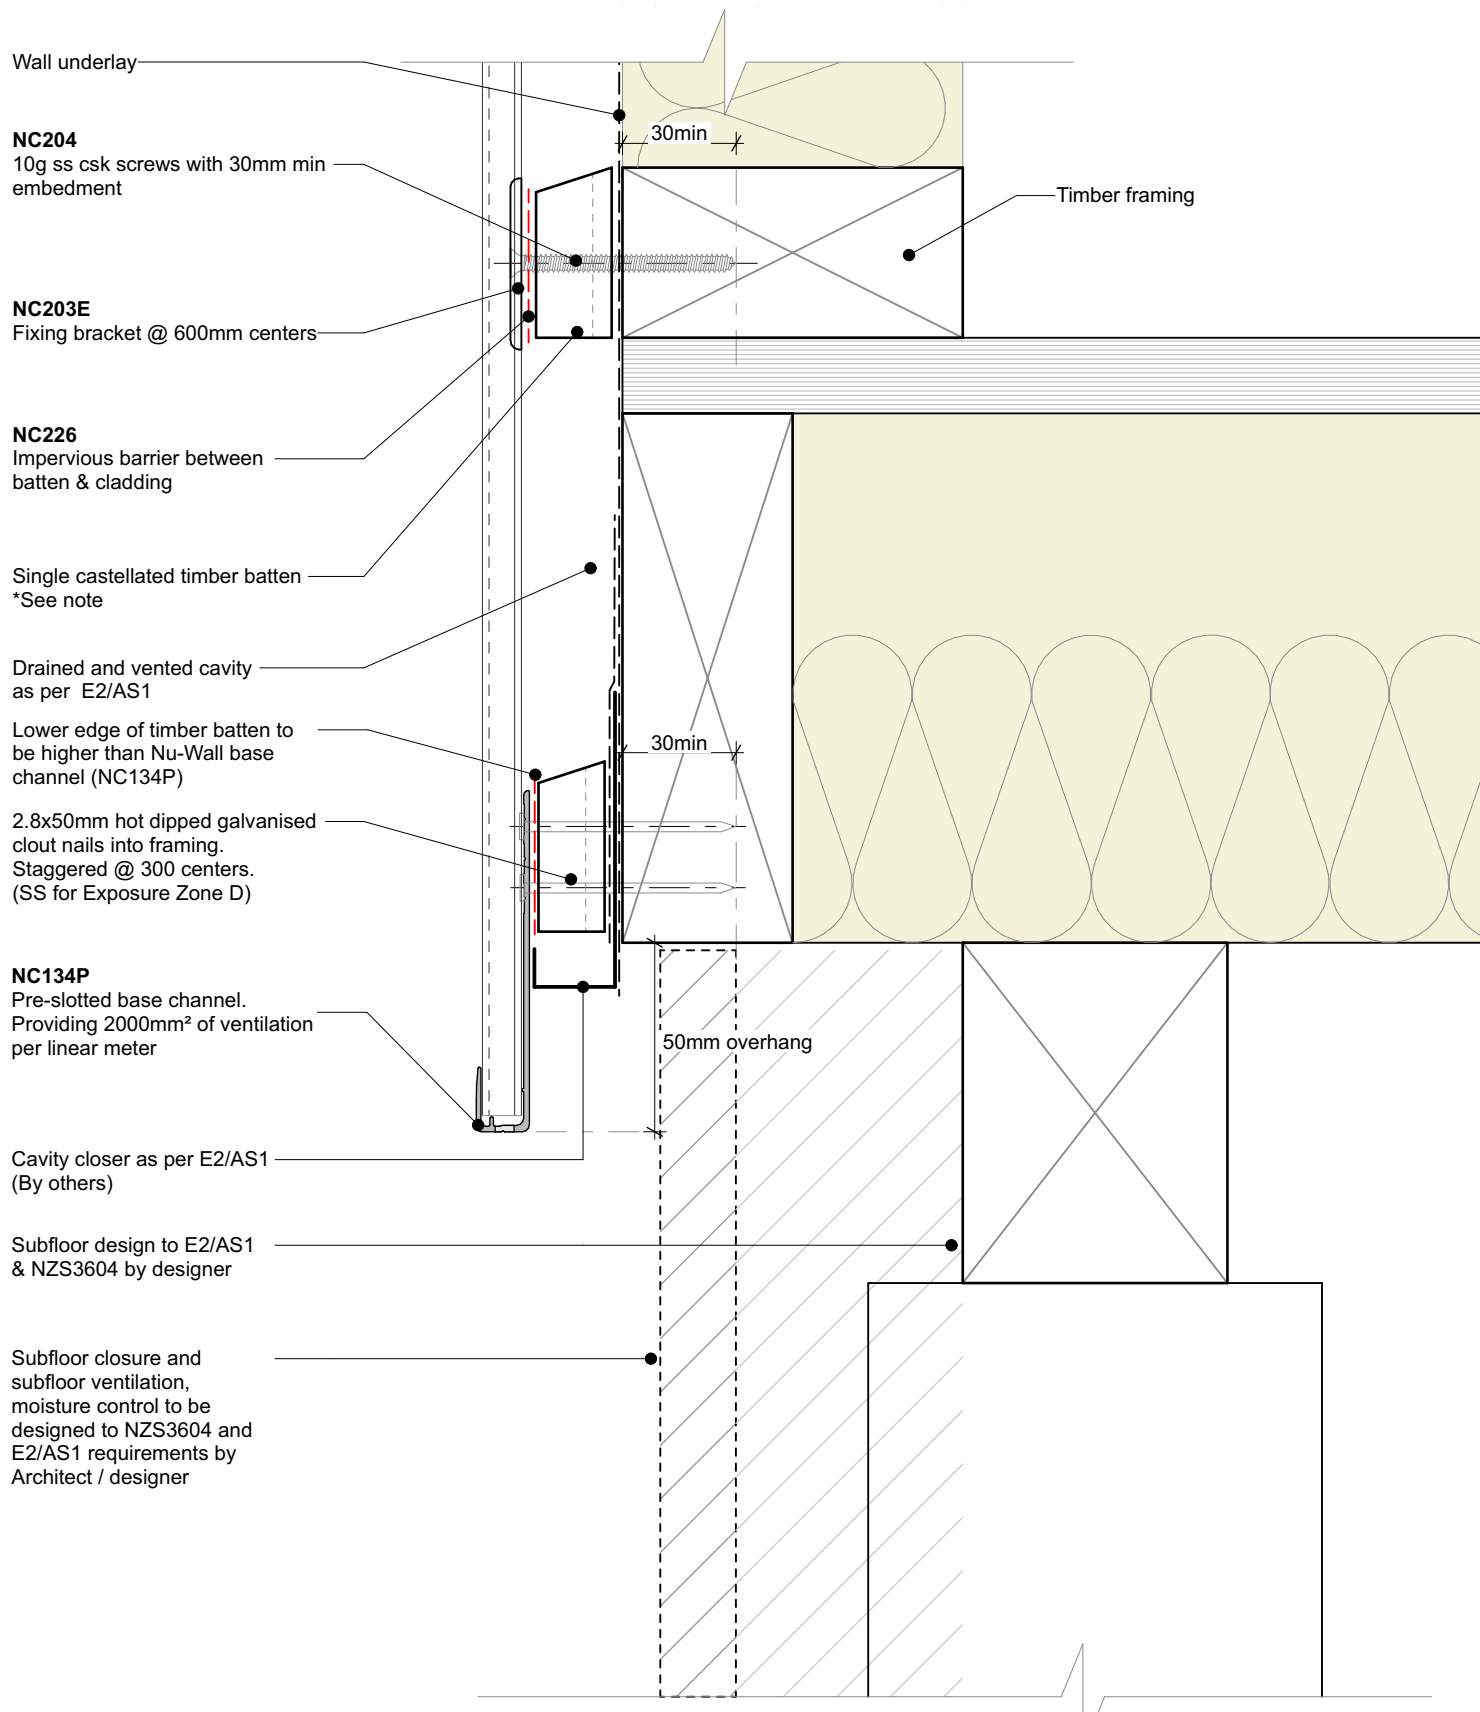 Wall underlay
NC204
10g ss csk screws with 30mm min
embedment
30min
Timber framing
NC203E
Fixing bracket @ 600mm centers
NC226
Impervious barrier between
batten & cladding
Single castellated timber batten
*See note
Drained and vented cavity
as per E2/AS1
Lower edge of timber batten to
be higher than Nu-Wall base
channel (NC134P)
30min
2.8x50mm hot dipped galvanised
clout nails into framing.
Staggered @ 300 centers.
(SS for Exposure Zone D)
NC134P
Pre-slotted base channel.
Providing 2000mm² of ventilation
per linear meter
50mm overhang
Cavity closer as per E2/AS1
(By others)
Subfloor design to E2/AS1
& NZS3604 by designer
Subfloor closure and
subfloor ventilation,
moisture control to be
designed to NZS3604 and
E2/AS1 requirements by
Architect / designer